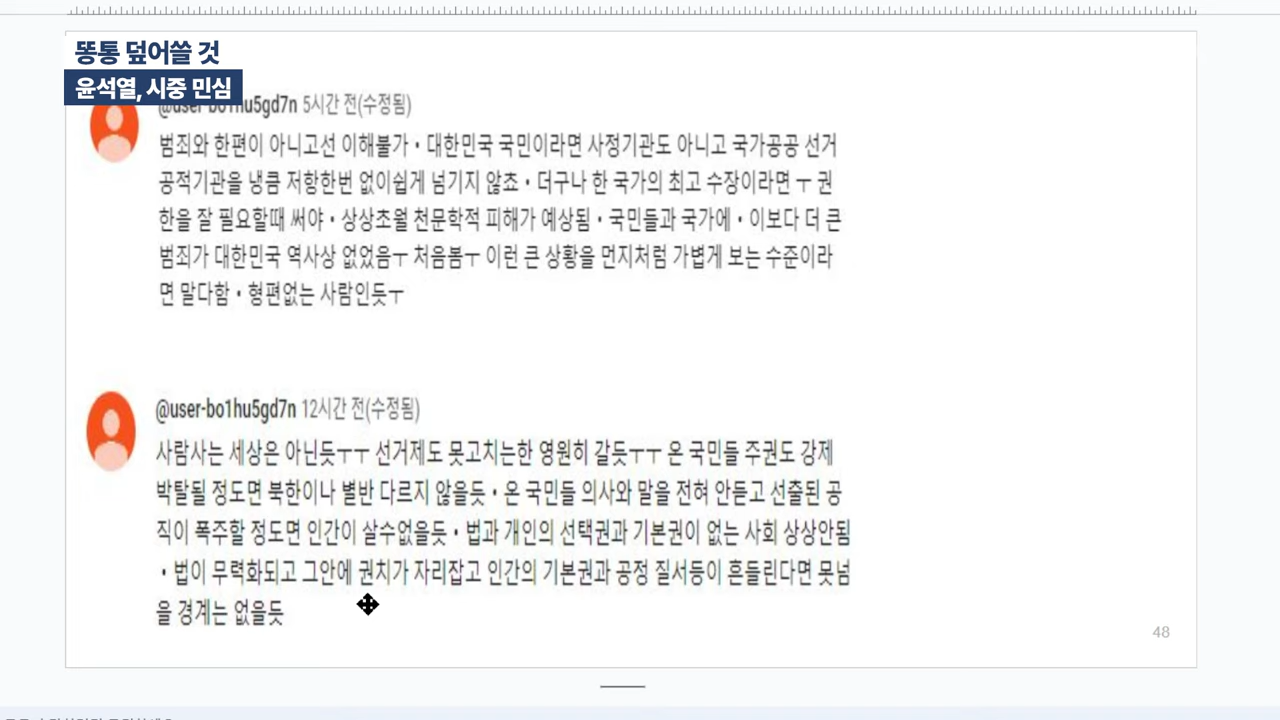 똥통 덮어쓸 것
윤석열, 시중 민심
@user-bo1hu5gd7n 5시간 전(수정됨)
범죄와 한편이 아니고선 이해불가・대한민국 국민이라면 사정기관도 아니고 국가공공 선거
공적기관을 냉큼 저항한번 없이쉽게 넘기지 않쵸・더구나 한 국가의 최고 수장이라면 ㅜ 권
한을 잘 필요할때 써야・상상초월 천문학적 피해가 예상됨・국민들과 국가에・이보다 더 큰
범죄가 대한민국 역사상 없었음ㅜ 처음봄ㅜ 이런 큰 상황을 먼지처럼 가볍게 보는 수준이라
면 말다함・형편없는 사람인듯ㅜ
@user-bo1hu5gd7n 12시간 전(수정됨)
사람사는 세상은 아닌듯ㅜㅜ 선거제도 못고치는한 영원히 갈듯ㅜㅜ 온 국민들 주권도 강제
박탈될 정도면 북한이나 별반 다르지 않을듯・온 국민들 의사와 말을 전혀 안듣고 선출된 공
직이 폭주할 정도면 인간이 살수없을듯・법과 개인의 선택권과 기본권이 없는 사회 상상안됨
・법이 무력화되고 그안에 권치가 자리잡고 인간의 기본권과 공정 질서등이 흔들린다면 못넘
을 경계는 없을듯
48